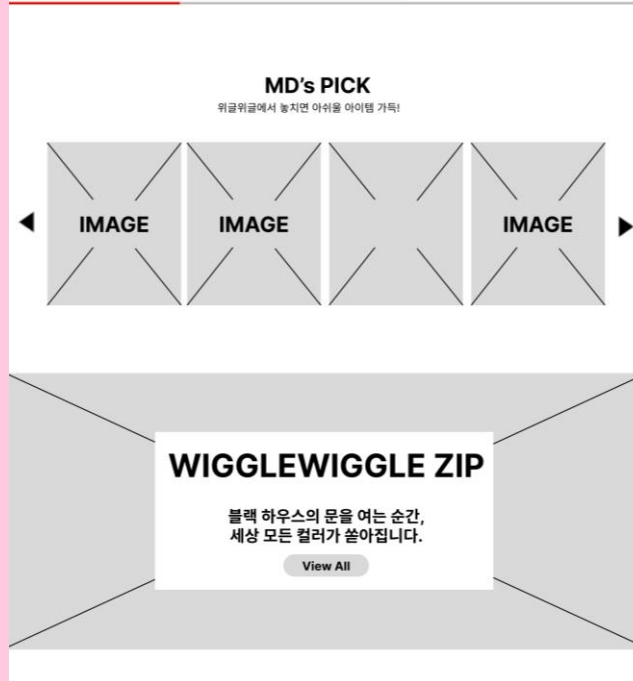 MD’s PICK
위글위글에서 놓치면 아쉬울 아이템 가득!
IMAGE
IMAGE
IMAGE
WIGGLEWIGGLE ZIP
블랙 하우스의 문을 여는 순간,
세상 모든 컬러가 쏟아집니다.
View All